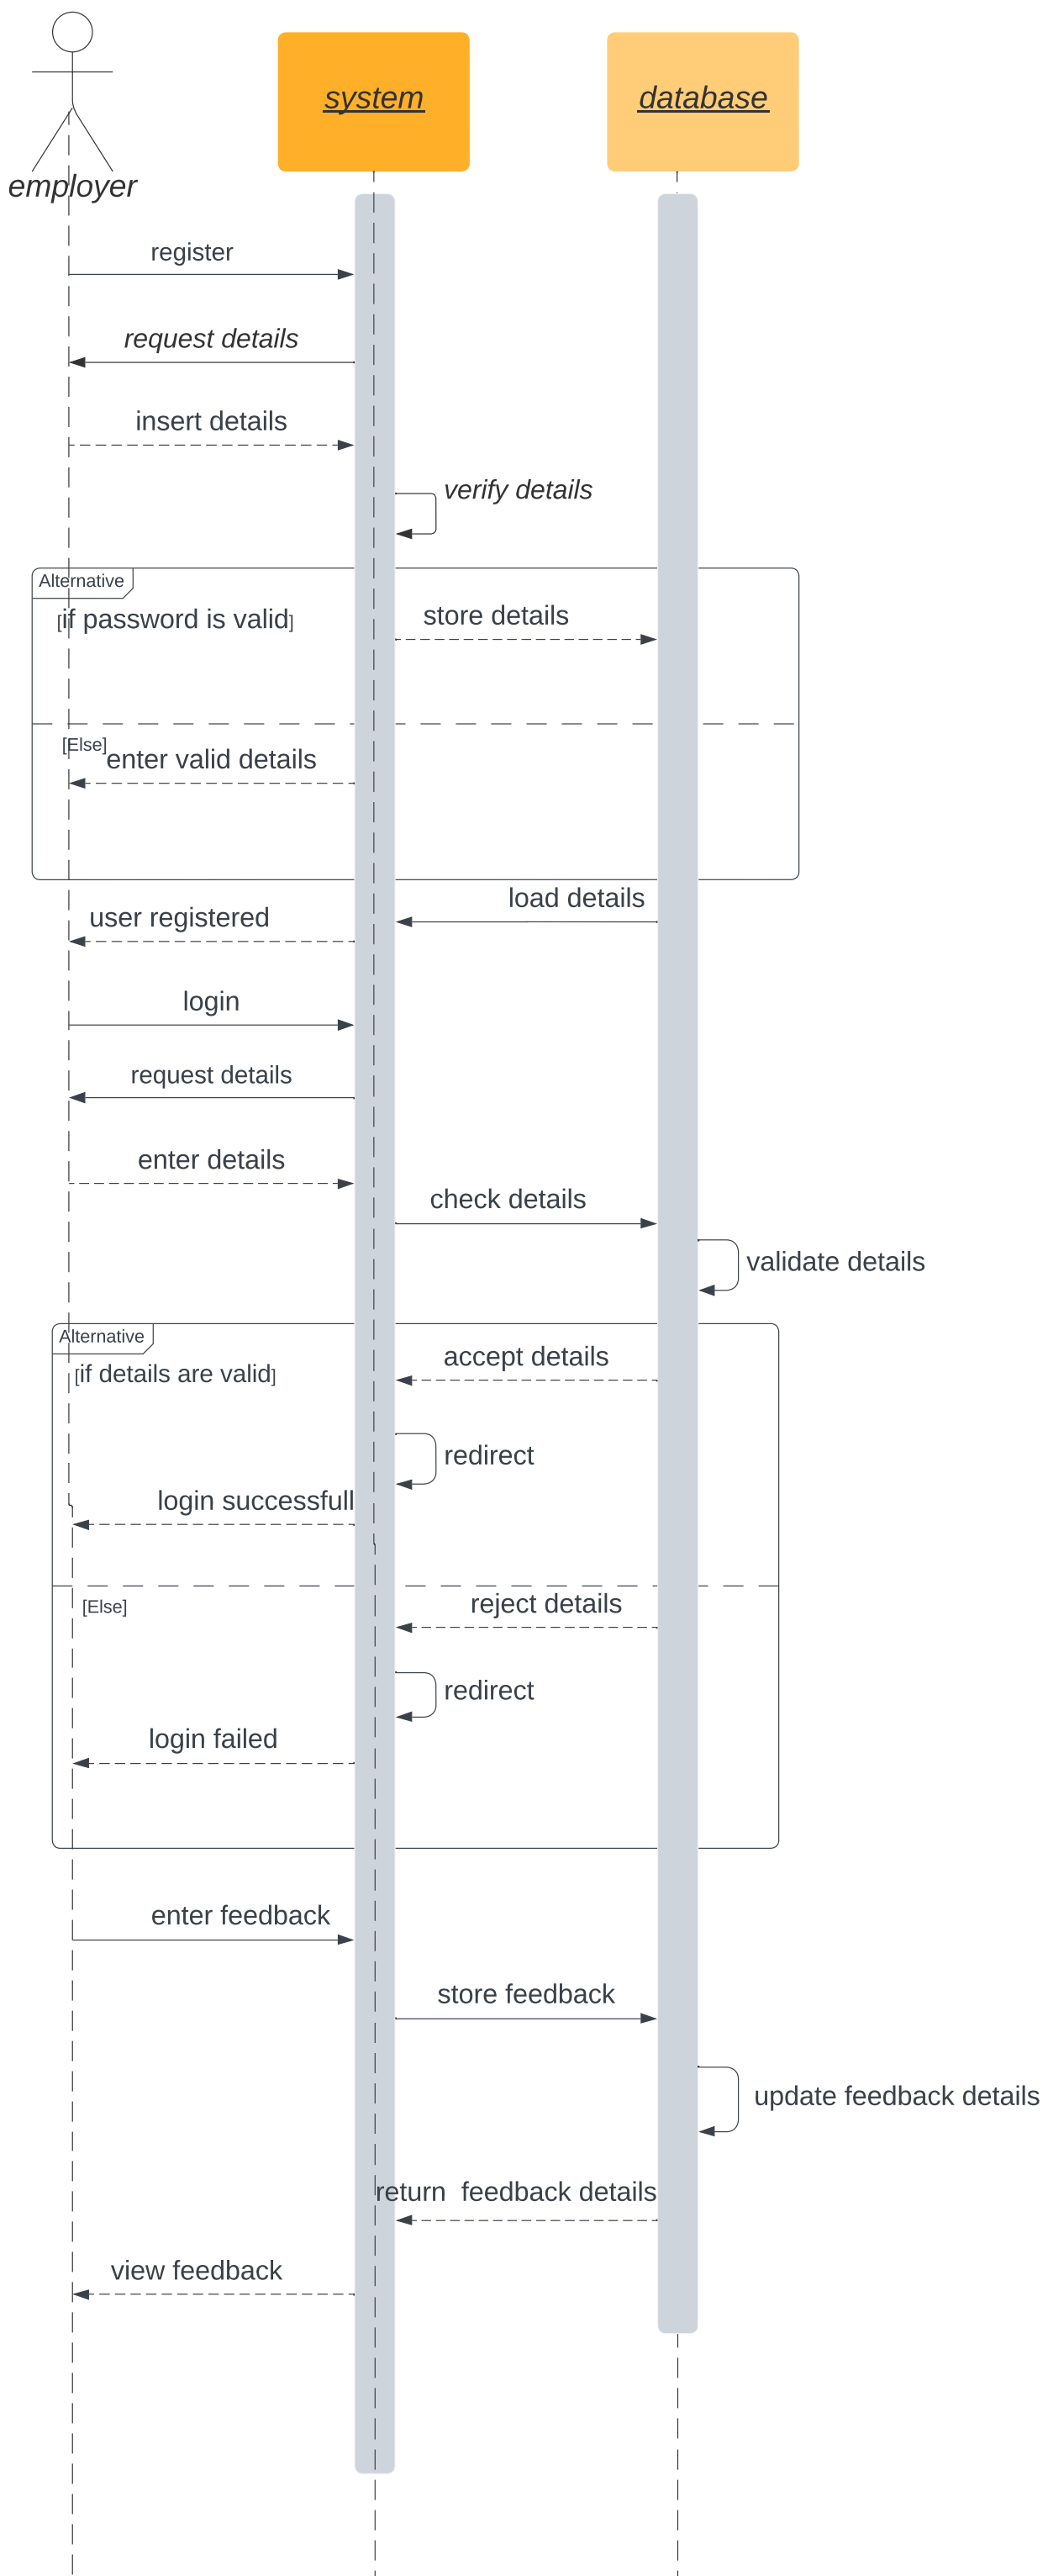 system
database
employer
register
request details
insert details
verify details
Alternative
[if password is valid]
store details
[Else]
enter valid details
load details
user registered
login
request details
enter details
check details
validate details
Alternative
[if details are valid]
accept details
redirect
login successfull
[Else]
reject details
redirect
login failed
enter feedback
store feedback
update feedback details
return  feedback details
view feedback